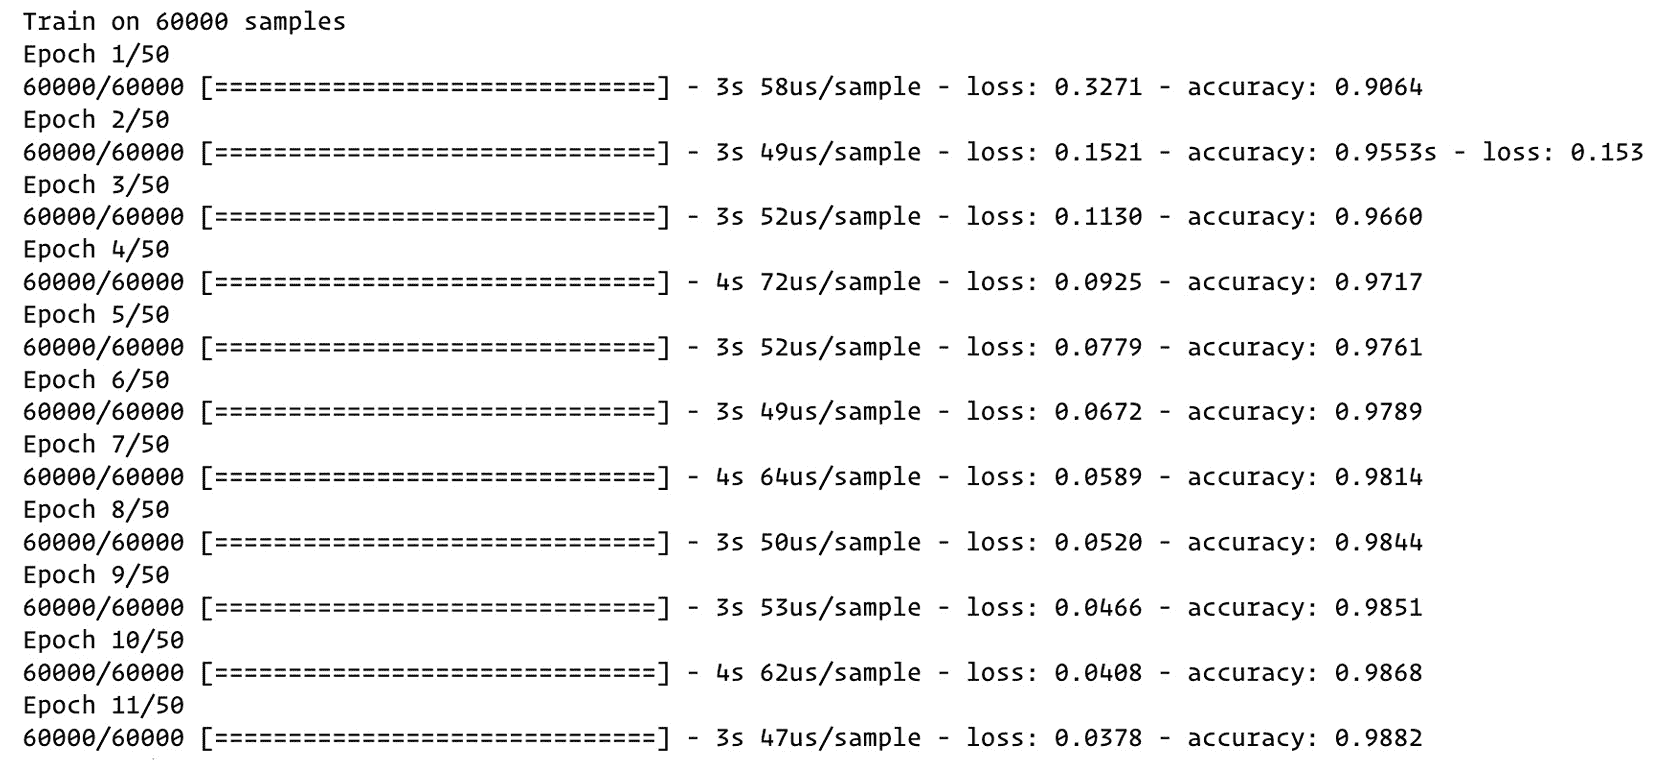 Train on 60000 samples
Epoch 1/50
60000/60000 [==============================] - 3s 58us/sample - loss: 0.3271 - accuracy: 0.9064
Epoch 2/50
60000/60000 [==============================] - 3s 49us/sample - loss: 0.1521 - accuracy: 0.9553s - loss: 0.153
Epoch 3/50
60000/60000 [==============================] - 3s 52us/sample - loss: 0.1130 - accuracy: 0.9660
Epoch 4/50
60000/60000 [==============================] - 4s 72us/sample - loss: 0.0925 - accuracy: 0.9717
Epoch 5/50
60000/60000 [==============================] - 3s 52us/sample - loss: 0.0779 - accuracy: 0.9761
Epoch 6/50
60000/60000 [==============================] - 3s 49us/sample - loss: 0.0672 - accuracy: 0.9789
Epoch 7/50
60000/60000 [==============================] - 4s 64us/sample - loss: 0.0589 - accuracy: 0.9814
Epoch 8/50
60000/60000 [==============================] - 3s 50us/sample - loss: 0.0520 - accuracy: 0.9844
Epoch 9/50
60000/60000 [==============================] - 3s 53us/sample - loss: 0.0466 - accuracy: 0.9851
Epoch 10/50
60000/60000 [==============================] - 4s 62us/sample - loss: 0.0408 - accuracy: 0.9868
Epoch 11/50
60000/60000 [==============================] - 3s 47us/sample - loss: 0.0378 - accuracy: 0.9882